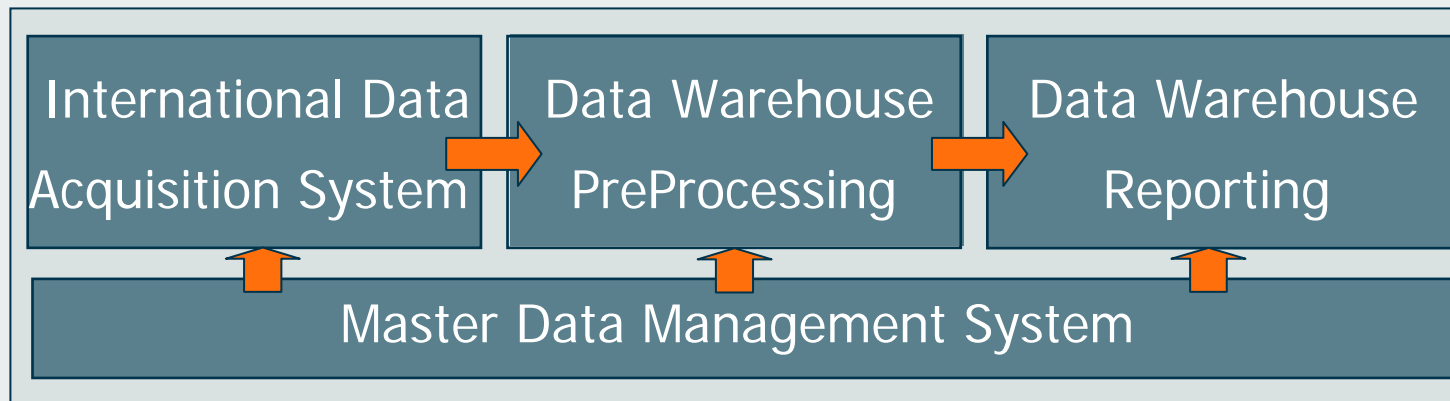 International Data
Acquisition System
Data Warehouse
PreProcessing
Data Warehouse
Reporting
Master Data Management System